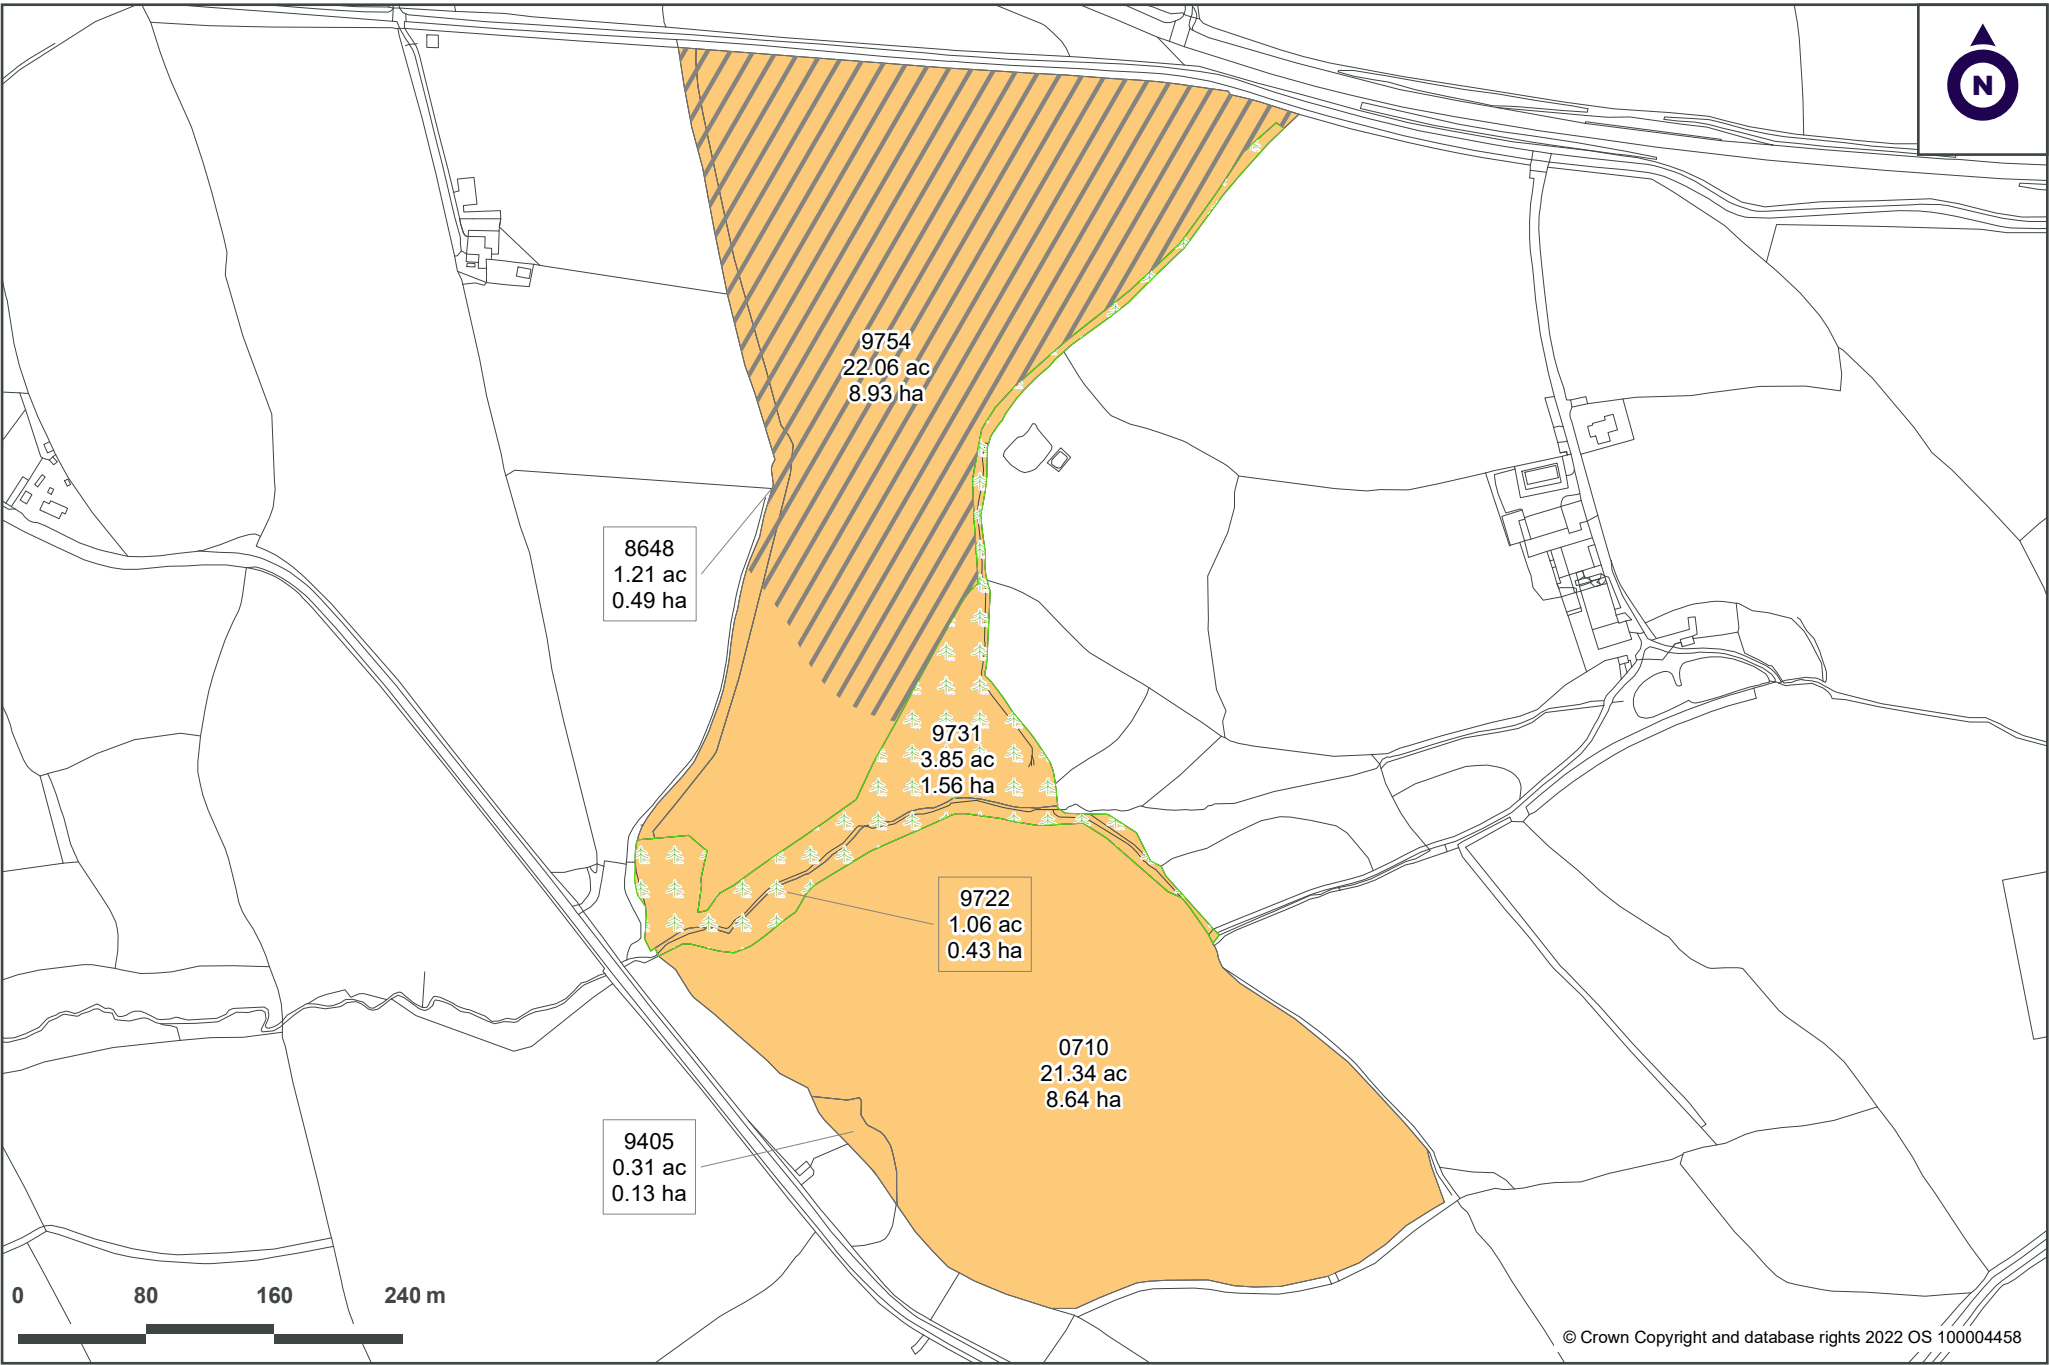 N
9754
22.06 ac
8.93 ha
8648
1.21 ac
0.49 ha
9731
3.85 ac
1.56 ha
9722
1.06 ac
0.43 ha
0710
21.34 ac
8.64 ha
9405
0.31 ac
0.13 ha
0 80 160 240 m
© Crown Copyright and database rights 2022 OS 100004458